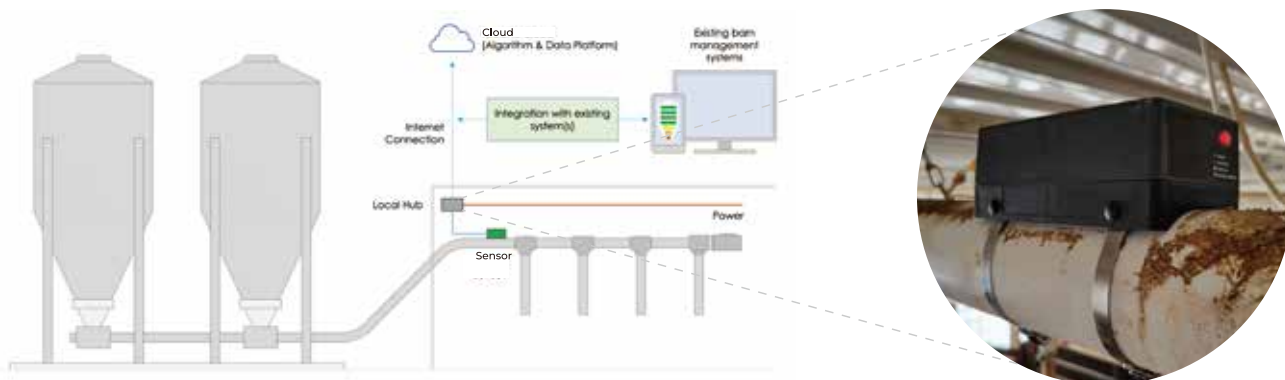 Cloud
(Algorithm & Data Platform)
Existing barn
management
systems
Integration with existing
system(s)
Internet
Connection
Local Hub
Power
Sensor